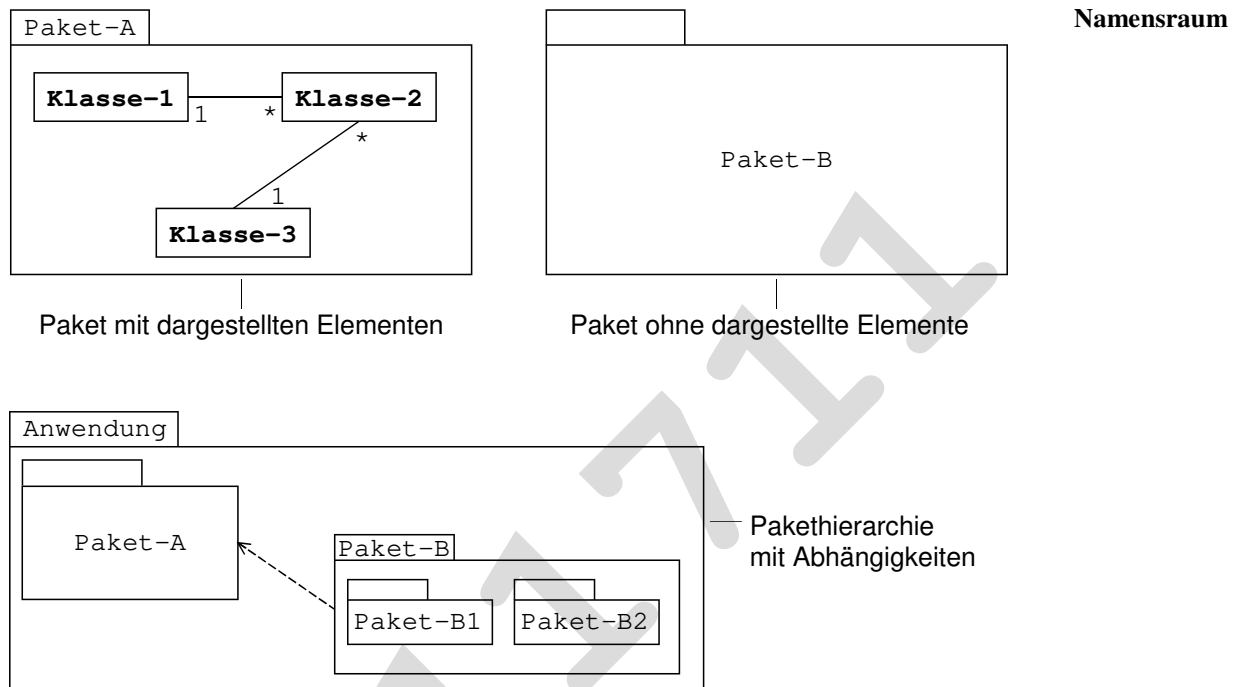 Paket-A
Namensraum
Klasse-1
1
*
Klasse-2
*
1
Klasse-3
Paket-B
Paket mit dargestellten Elementen
Paket ohne dargestellte Elemente
Anwendung
Paket-A
Paket-B
Paket-B1
Paket-B2
Pakethierarchie
mit Abhängigkeiten
711